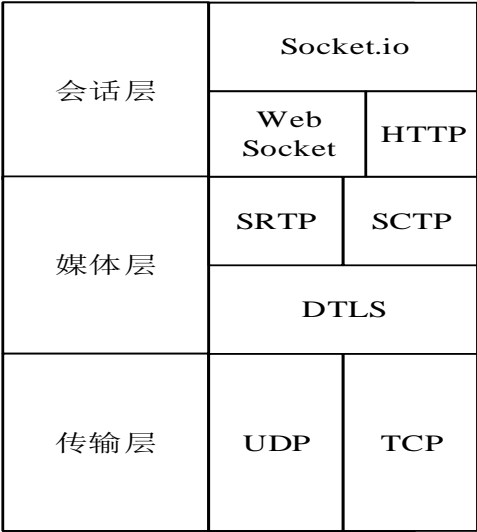 会话层
Socket.io
Web
Socket
HTTP
媒体层
SRTP
SCTP
DTLS
传输层
UDP
TCP